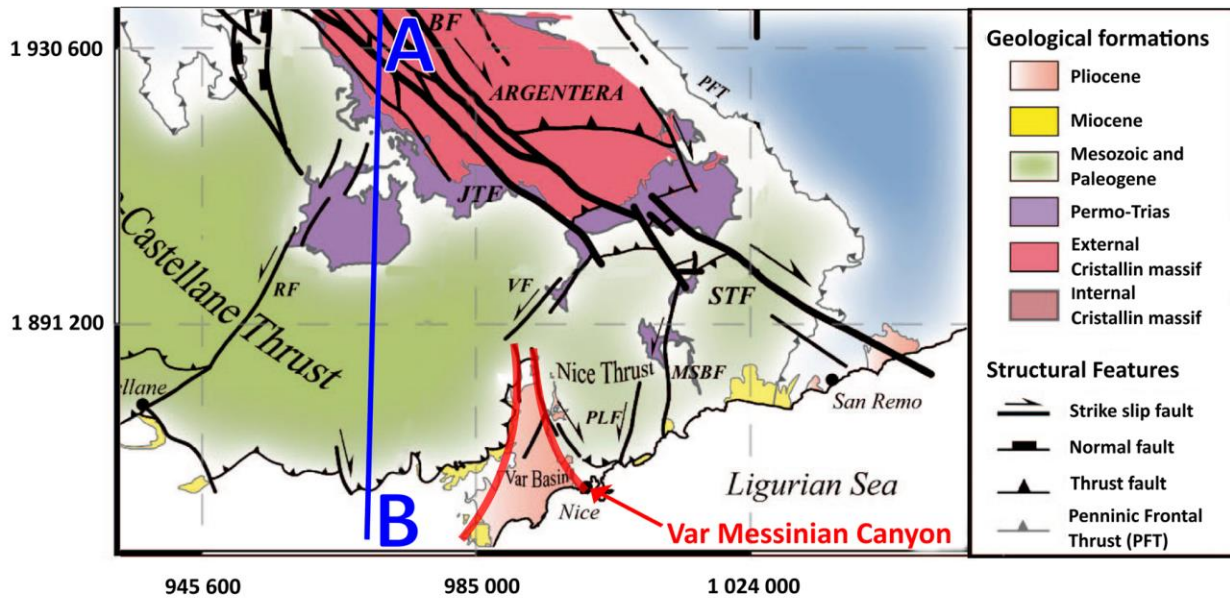 1 930 600
1 891 200
945 600
985 000
1 024 000
A
B
BF
ARGENTERA
PFT
JTF
RF
VF
STF
-Castellane Thrust
ellane
Nice Thrust
MSBF
PLF
Var Basin
Nice
San Remo
Ligurian Sea
Var Messinian Canyon
Geological formations
Pliocene
Miocene
Mesozoic and
Paleogene
Permo-Trias
External
Cristallin massif
Internal
Cristallin massif
Structural Features
Strike slip fault
Normal fault
Thrust fault
Penninic Frontal
Thrust (PFT)